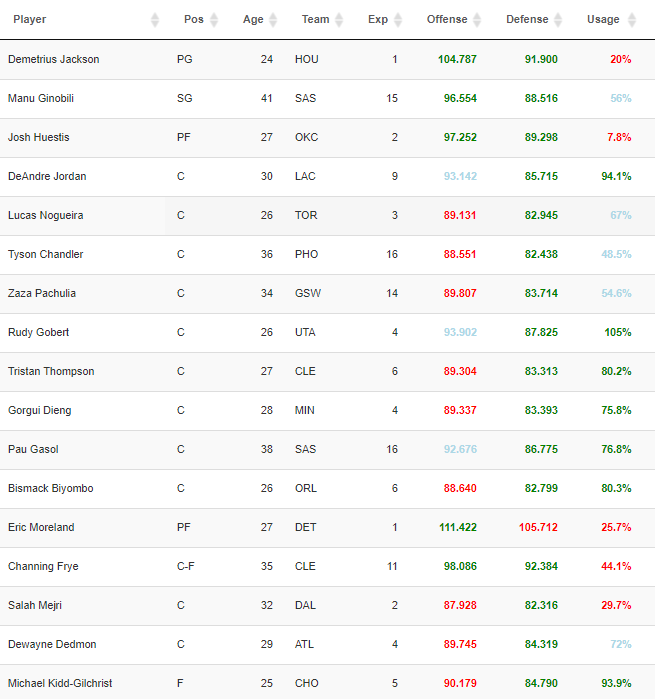 Player Pos Age Team Exp Offense Defense Usage
Demetrius Jackson PG 24 HOU 1 104.787 91.900 20%
Manu Ginobili SG 41 SAS 15 96.554 88.516 56%
Josh Huestis PF 27 OKC 2 97.252 89.298 7.8%
DeAndre Jordan C 30 LAC 9 93.142 85.715 94.1%
Lucas Nogueira C 26 TOR 3 89.131 82.945 67%
Tyson Chandler C 36 PHO 16 88.551 82.438 48.5%
Zaza Pachulia C 34 GSW 14 89.807 83.714 54.6%
Rudy Gobert C 26 UTA 4 93.902 87.825 105%
Tristan Thompson C 27 CLE 6 89.304 83.313 80.2%
Gorgui Dieng C 28 MIN 4 89.337 83.393 75.8%
Pau Gasol C 38 SAS 16 92.676 86.775 76.8%
Bismack Biyombo C 26 ORL 6 88.640 82.799 80.3%
Eric Moreland PF 27 DET 1 111.422 105.712 25.7%
Channing Frye C-F 35 CLE 11 98.086 92.384 44.1%
Salah Mejri C 32 DAL 2 87.928 82.316 29.7%
Dewayne Dedmon C 29 ATL 4 89.745 84.319 72%
Michael Kidd-Gilchrist F 25 CHO 5 90.179 84.790 93.9%